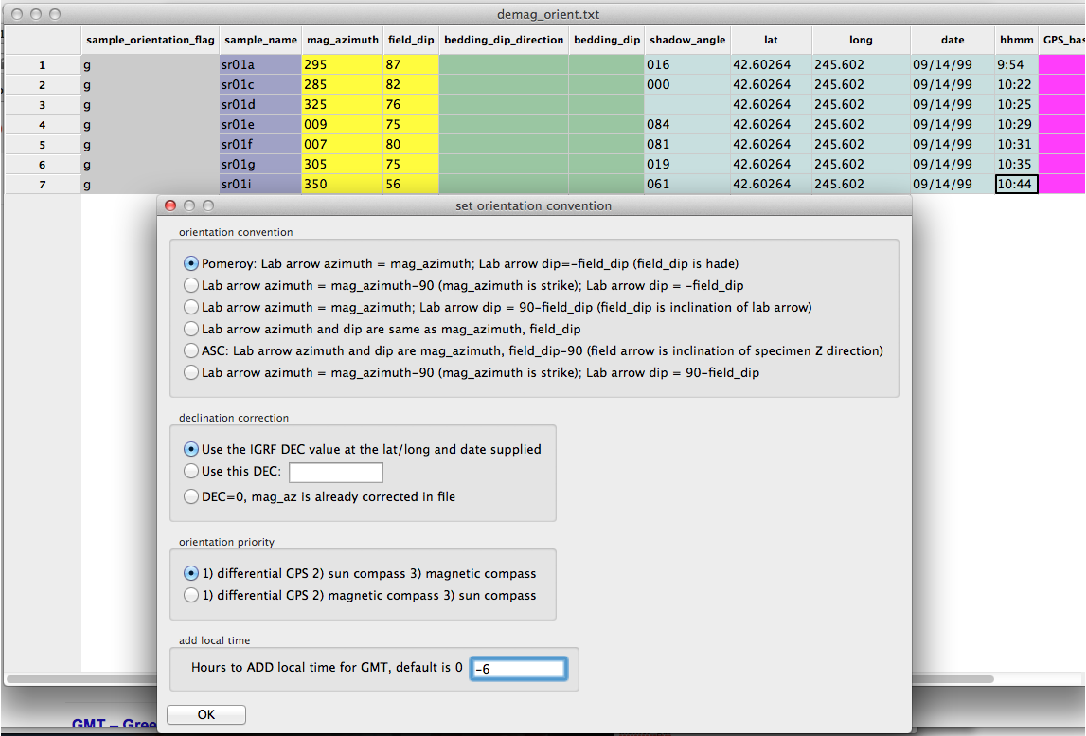 demag_orient.txt
sample_orientation_flag sample_name mag_azimuth field_dip bedding_dip_direction bedding_dip shadow_angle lat long date hhmm GPS_bas
1 g sr01a 295 87 016 42.60264 245.602 09/14/99 9:54
2 g sr01c 285 82 000 42.60264 245.602 09/14/99 10:22
3 g sr01d 325 76 42.60264 245.602 09/14/99 10:25
4 g sr01e 009 75 084 42.60264 245.602 09/14/99 10:29
5 g sr01f 007 80 081 42.60264 245.602 09/14/99 10:31
6 g sr01g 305 75 019 42.60264 245.602 09/14/99 10:35
7 g sr01i 350 56 061 42.60264 245.602 09/14/99 10:44
set orientation convention
orientation convention
Pomeroy: Lab arrow azimuth = mag_azimuth; Lab arrow dip=-field_dip (field_dip is hade)
Lab arrow azimuth = mag_azimuth-90 (mag_azimuth is strike); Lab arrow dip = -field_dip
Lab arrow azimuth = mag_azimuth; Lab arrow dip = 90-field_dip (field_dip is inclination of lab arrow)
Lab arrow azimuth and dip are same as mag_azimuth, field_dip
ASC: Lab arrow azimuth and dip are mag_azimuth, field_dip-90 (field arrow is inclination of specimen Z direction)
Lab arrow azimuth = mag_azimuth-90 (mag_azimuth is strike); Lab arrow dip = 90-field_dip
declination correction
Use the IGRF DEC value at the lat/long and date supplied
Use this DEC:
DEC=0, mag_az is already corrected in file
orientation priority
1) differential GPS 2) sun compass 3) magnetic compass
1) differential GPS 2) magnetic compass 3) sun compass
add local time
Hours to ADD local time for GMT, default is 0 -6
OK
GMT – Gree